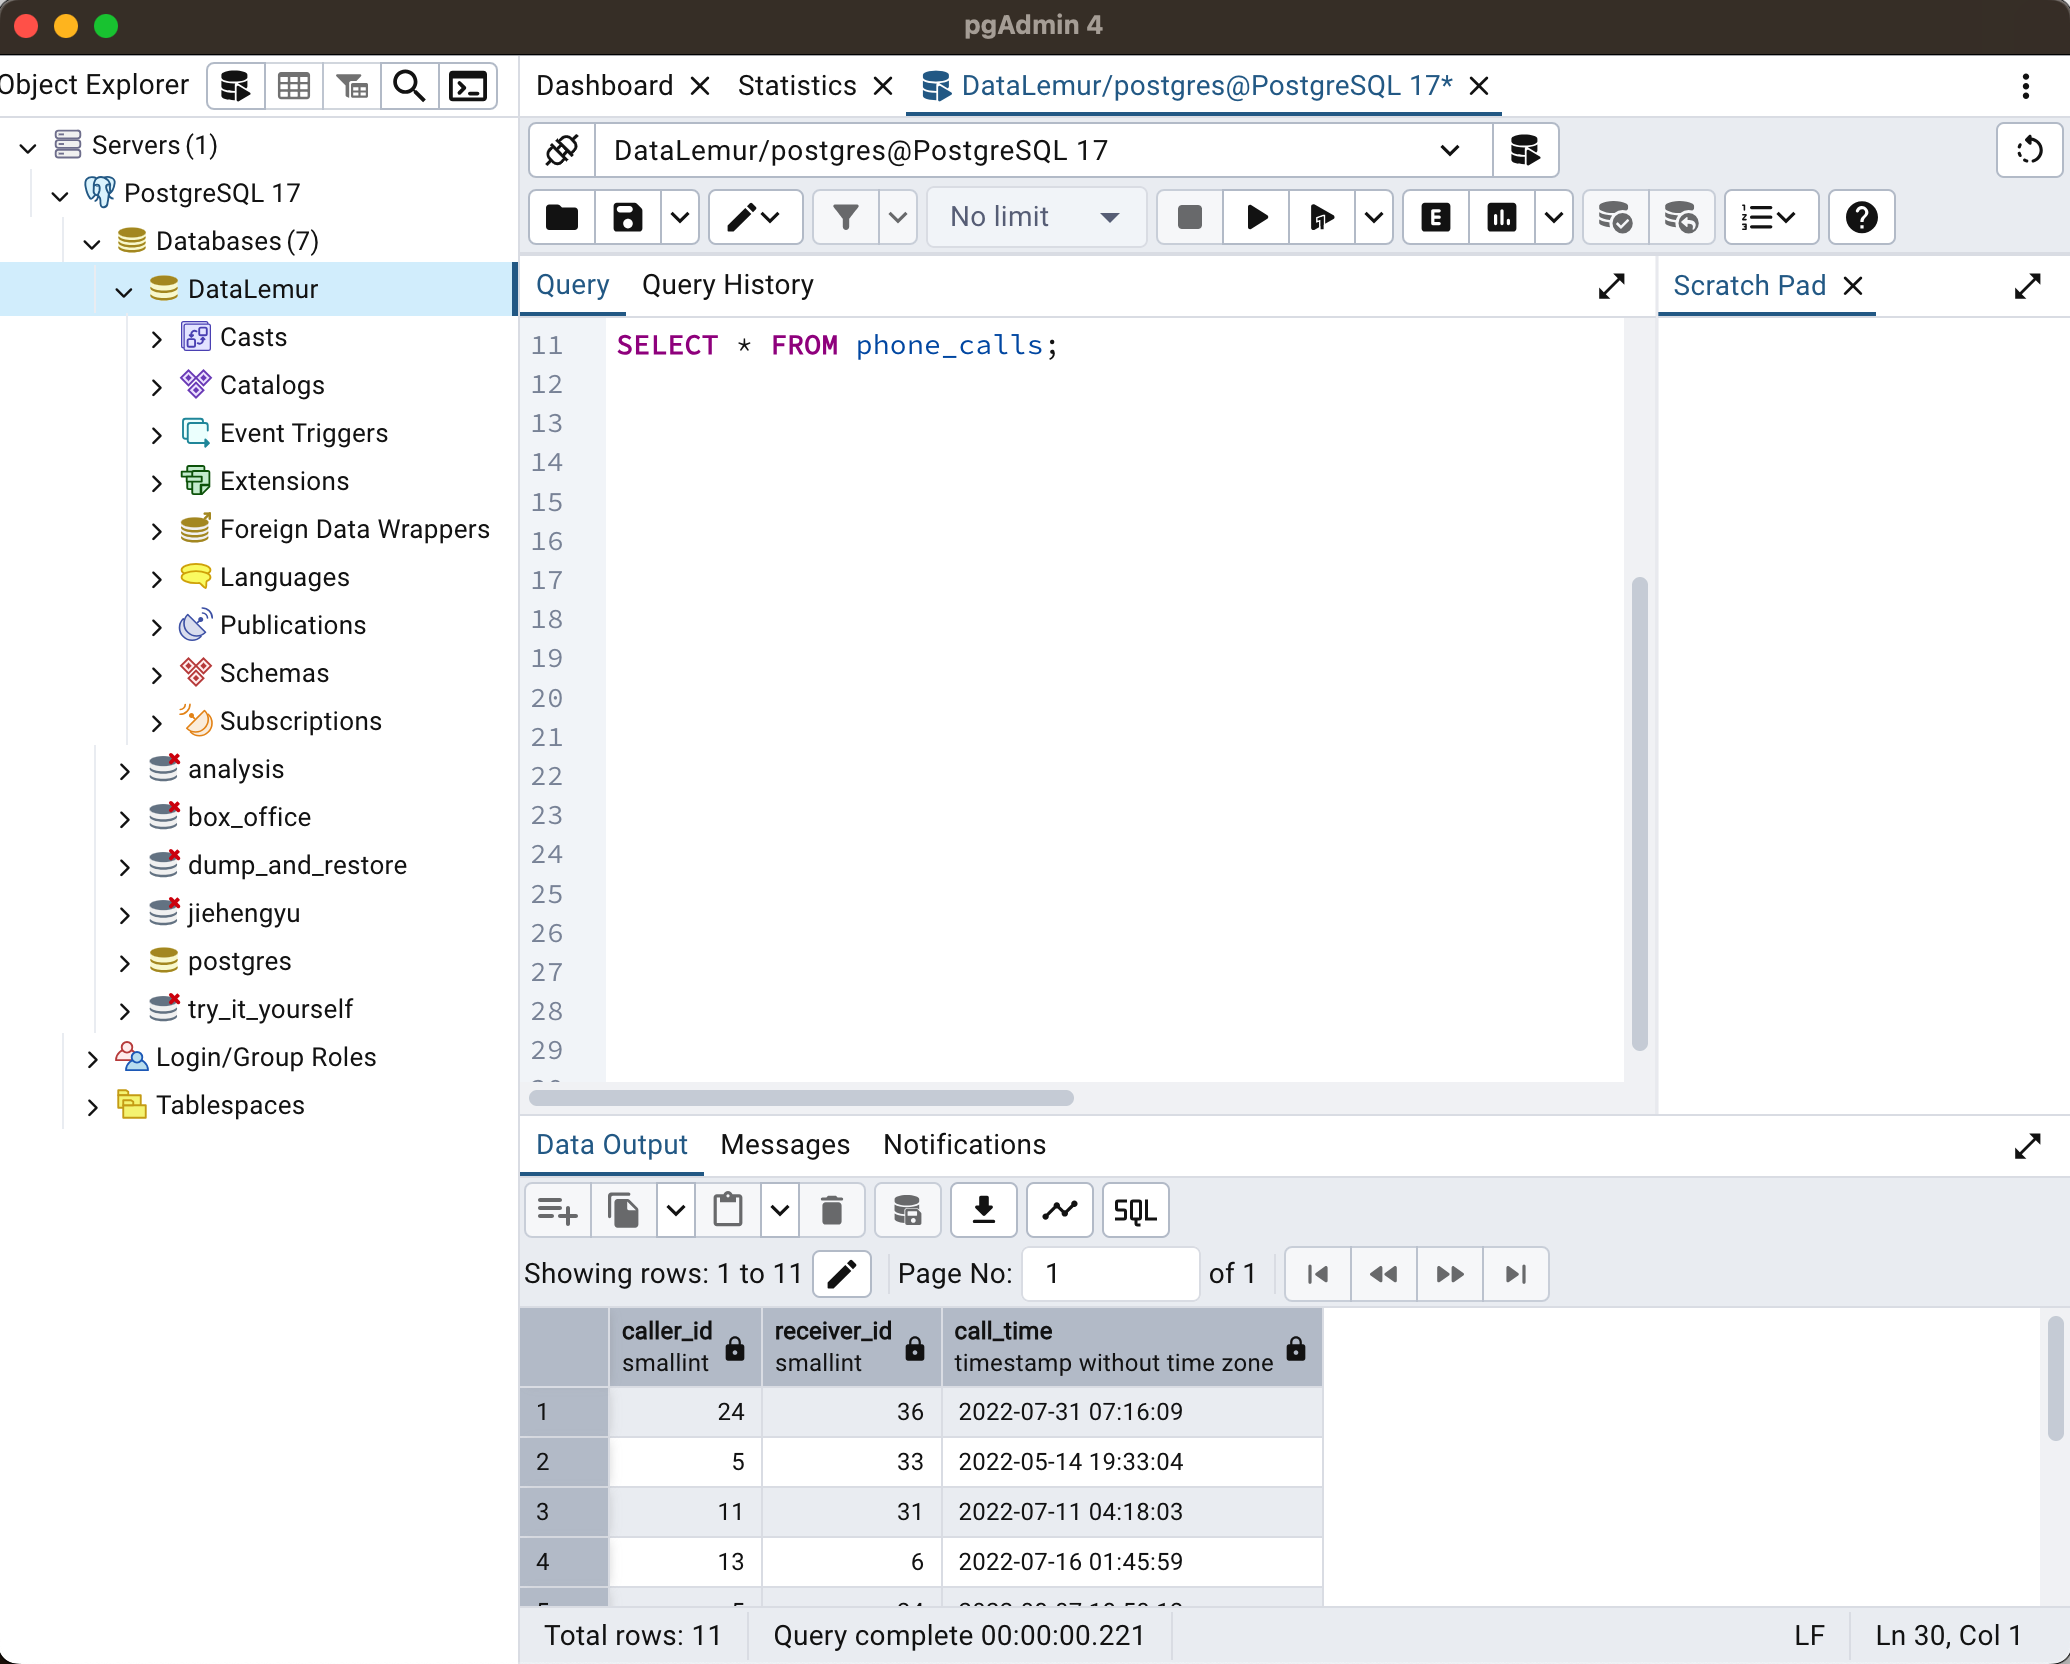 pgAdmin 4
Object Explorer
Servers (1)
PostgreSQL 17
Databases (7)
DataLemur
Casts
Catalogs
Event Triggers
Extensions
Foreign Data Wrappers
Languages
Publications
Schemas
Subscriptions
analysis
box_office
dump_and_restore
jiehengyu
postgres
try_it_yourself
Login/Group Roles
Tablespaces
Dashboard Statistics DataLemur/postgres@PostgreSQL 17*
DataLemur/postgres@PostgreSQL 17
No limit E
Query Query History
Scratch Pad
11 SELECT * FROM phone_calls;
12
13
14
15
16
17
18
19
20
21
22
23
24
25
26
27
28
29
Data Output Messages Notifications
SQL
Showing rows: 1 to 11 Page No: 1 of 1
caller_id receiver_id call_time
smallint smallint timestamp without time zone
1 24 36 2022-07-31 07:16:09
2 5 33 2022-05-14 19:33:04
3 11 31 2022-07-11 04:18:03
4 13 6 2022-07-16 01:45:59
Total rows: 11 Query complete 00:00:00.221 LF Ln 30, Col 1